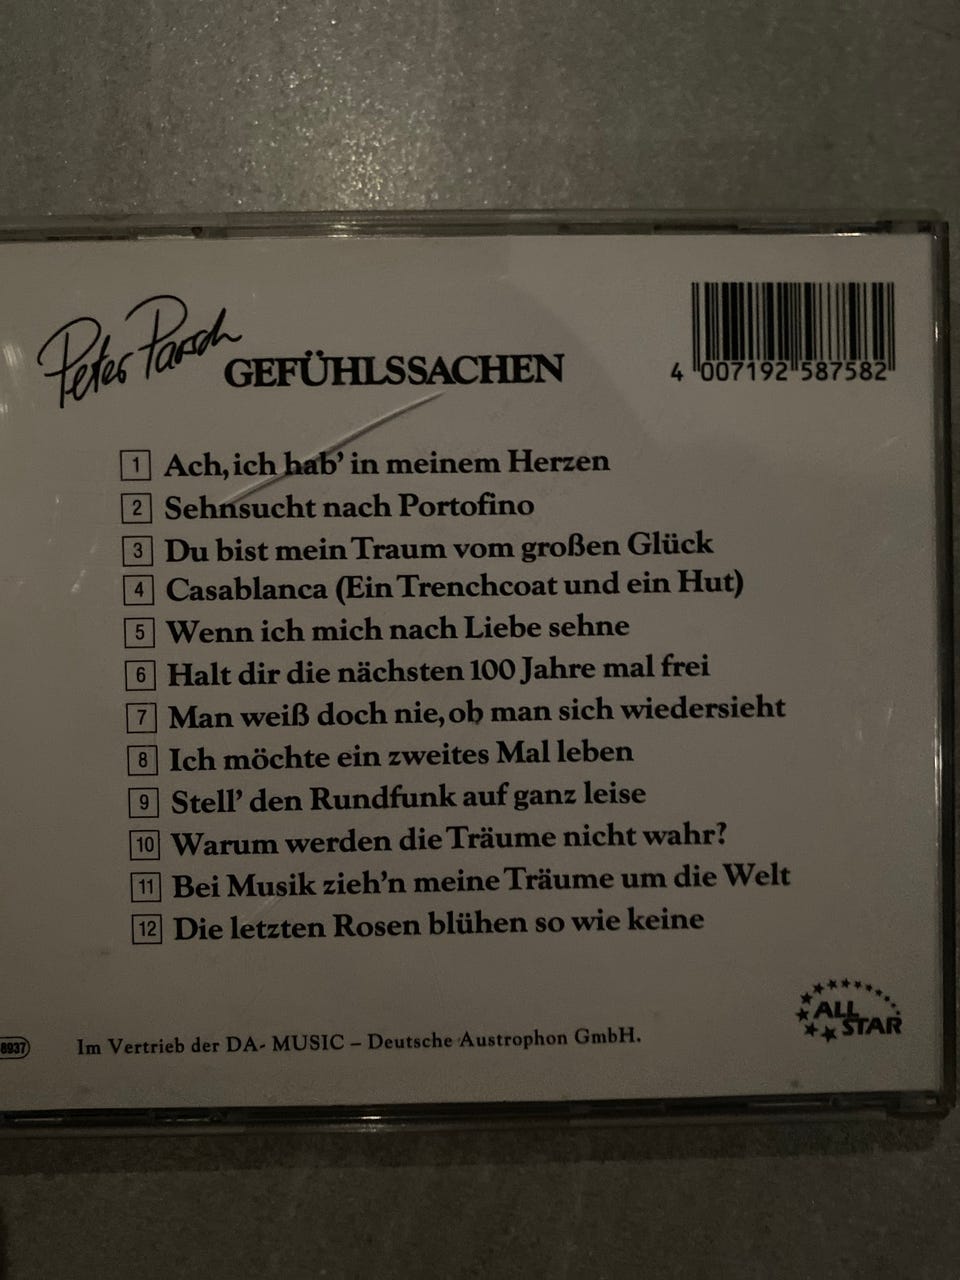 Peter Parsch
GEFÜHLSSACHEN
4 007192 587582
1 Ach, ich hab' in meinem Herzen
2 Sehnsucht nach Portofino
3 Du bist mein Traum vom großen Glück
4 Casablanca (Ein Trenchcoat und ein Hut)
5 Wenn ich mich nach Liebe sehne
6 Halt dir die nächsten 100 Jahre mal frei
7 Man weiß doch nie, ob man sich wiedersieht
8 Ich möchte ein zweites Mal leben
9 Stell' den Rundfunk auf ganz leise
10 Warum werden die Träume nicht wahr?
11 Bei Musik zieh'n meine Träume um die Welt
12 Die letzten Rosen blühen so wie keine
ALL
STAR
8937
Im Vertrieb der DA- MUSIC – Deutsche Austrophon GmbH.